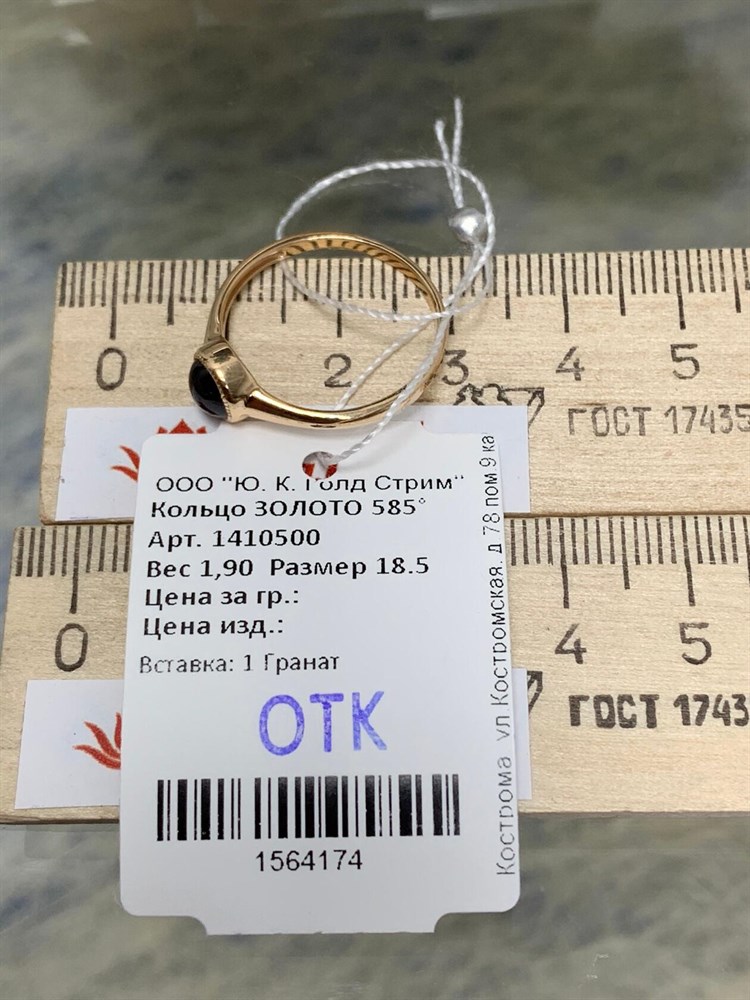 0 2 3 4 5
ГОСТ 17435
ООО "Ю. К. Голд Стрим"
Кольцо ЗОЛОТО 585°
Арт. 1410500
Вес 1,90 Размер 18.5
Цена за гр.:
Цена изд.:
Вставка: 1 Гранат
ОТК
1564174
Кострома ул Костромская. д 78 пом 9 ка
0 4 5
ГОСТ 1743